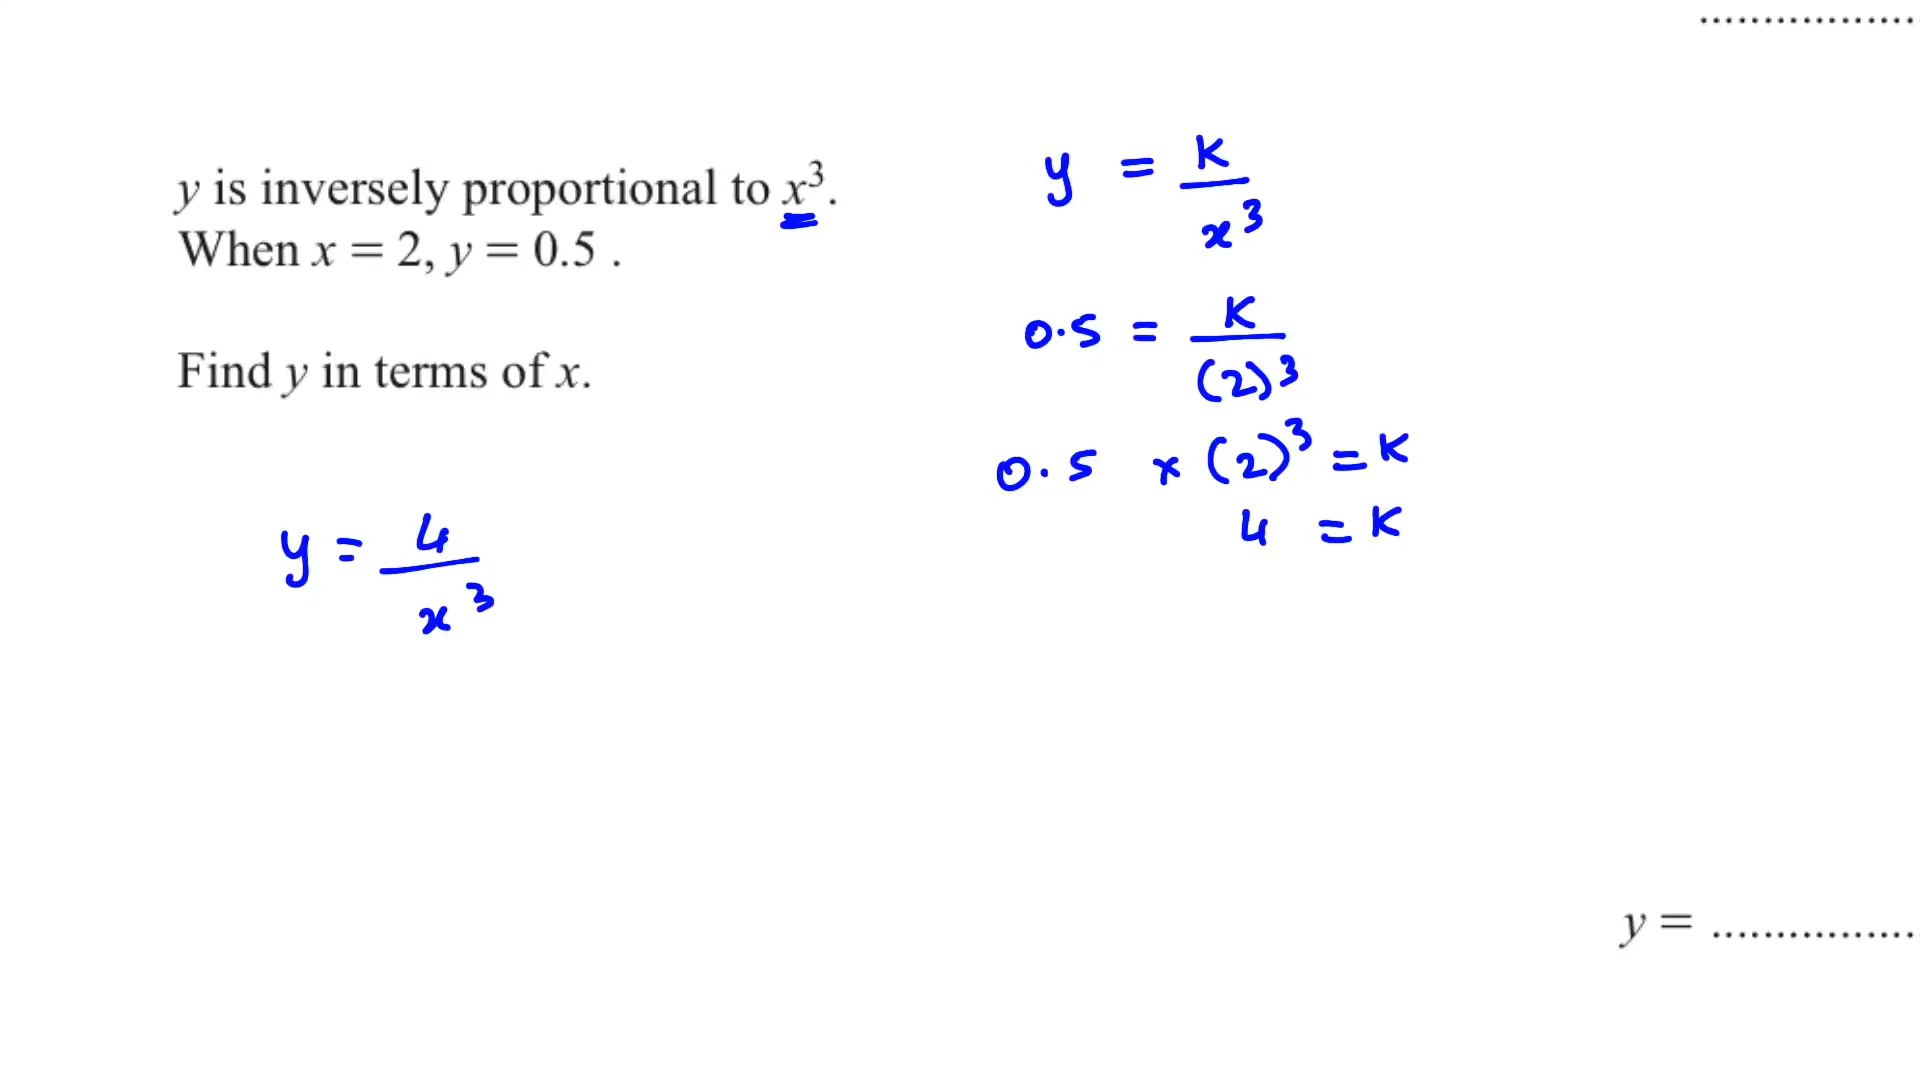 y is inversely proportional to x³.
When x = 2, y = 0.5 .
Find y in terms of x.
y = 4/x³
y = K/x³
0.5 = K/(2)³
0.5 × (2)³ = K
4 = K
y = ................